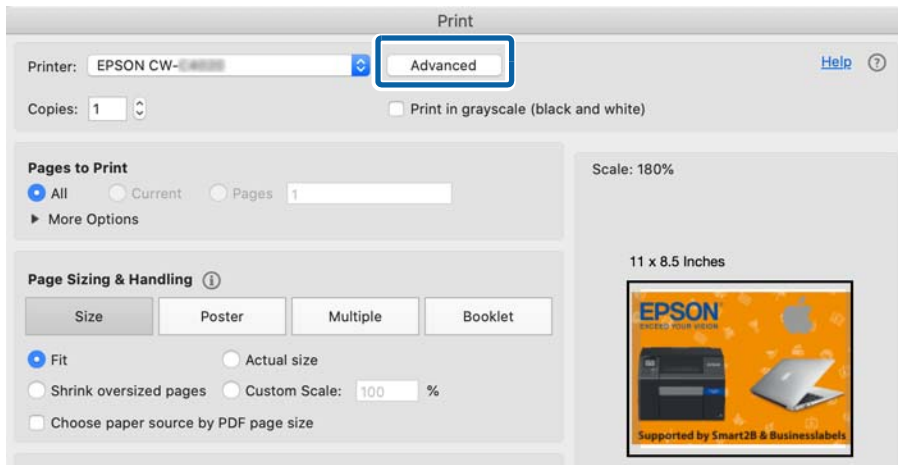 Print
Printer: EPSON CW- Advanced Help ?
Copies: 1 Print in grayscale (black and white)
Pages to Print
All Current Pages 1
More Options
Scale: 180%
Page Sizing & Handling i
Size Poster Multiple Booklet
Fit Actual size
Shrink oversized pages Custom Scale: 100 %
Choose paper source by PDF page size
11 x 8.5 Inches
EPSON
EXCEED YOUR VISION
Supported by Smart2B & Businesslabels